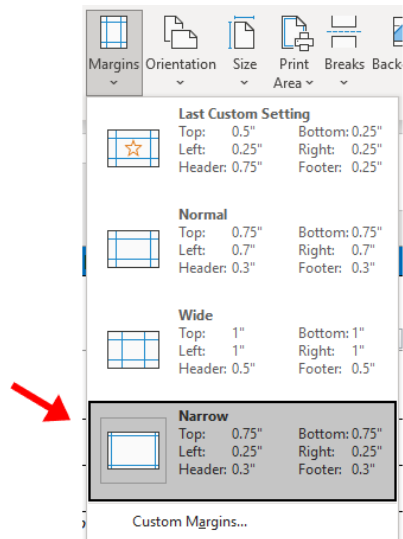 Margins Orientation Size Print Breaks Back
Area
Last Custom Setting
Top: 0.5" Bottom: 0.25"
Left: 0.25" Right: 0.25"
Header: 0.75" Footer: 0.25"
Normal
Top: 0.75" Bottom: 0.75"
Left: 0.7" Right: 0.7"
Header: 0.3" Footer: 0.3"
Wide
Top: 1" Bottom: 1"
Left: 1" Right: 1"
Header: 0.5" Footer: 0.5"
Narrow
Top: 0.75" Bottom: 0.75"
Left: 0.25" Right: 0.25"
Header: 0.3" Footer: 0.3"
Custom Margins...